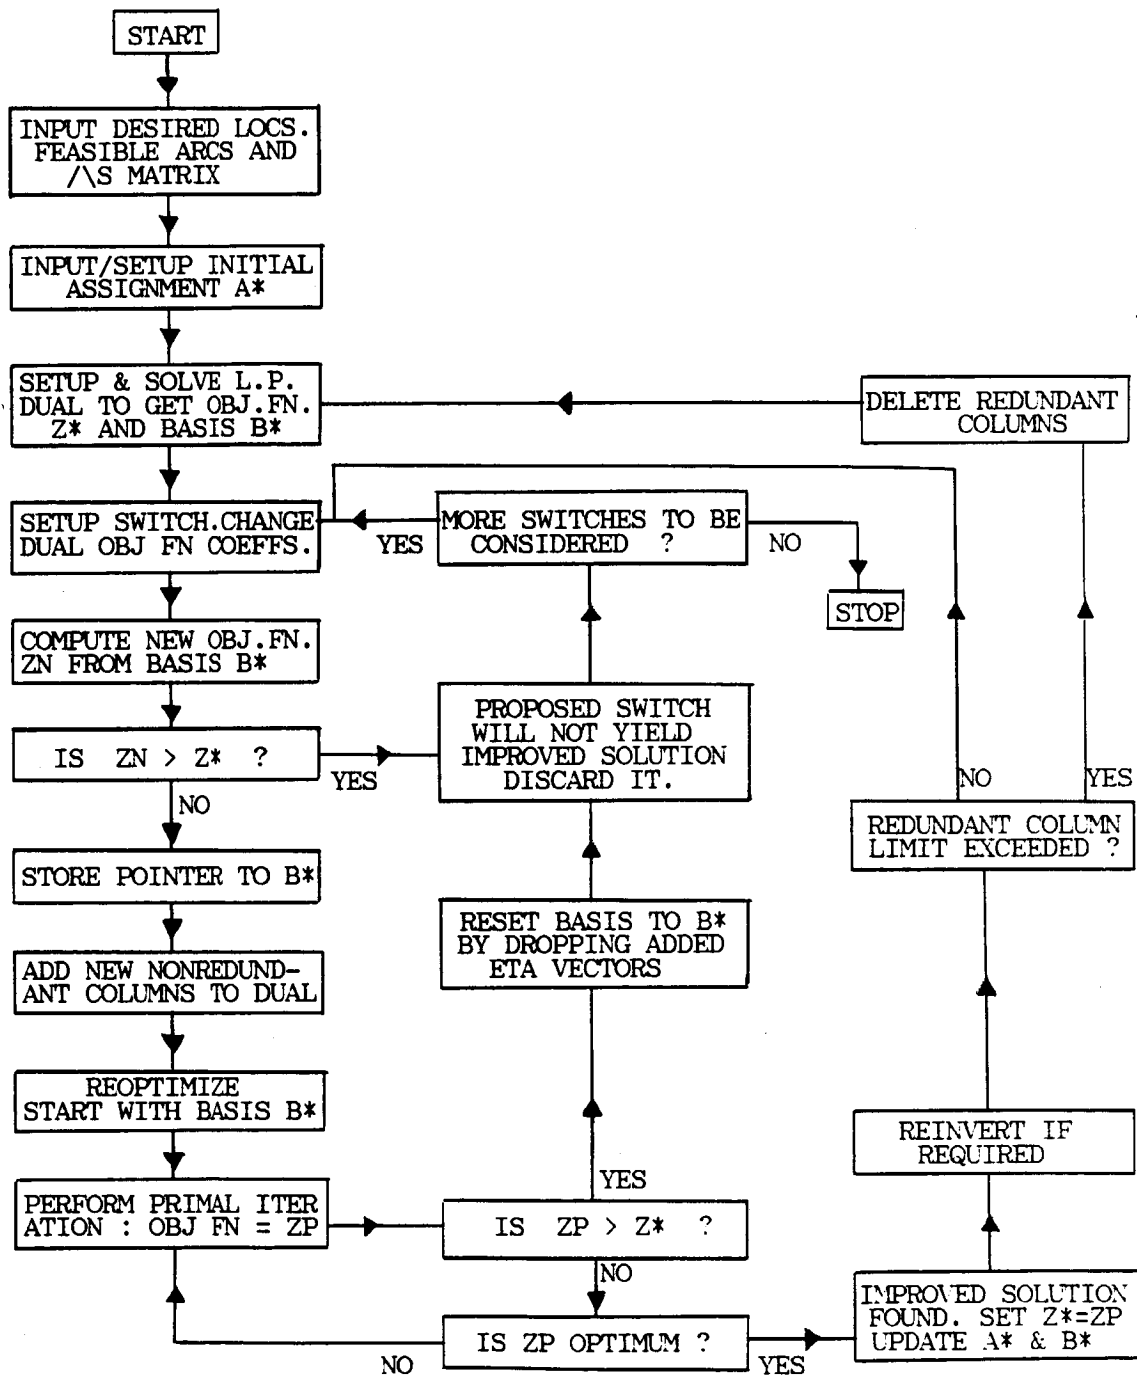 START
INPUT DESIRED LOCS.
FEASIBLE ARCS AND
/\S MATRIX
INPUT/SETUP INITIAL
ASSIGNMENT A*
SETUP & SOLVE L.P.
DUAL TO GET OBJ.FN.
Z* AND BASIS B*
DELETE REDUNDANT
COLUMNS
SETUP SWITCH.CHANGE
DUAL OBJ FN COEFFS.
YES
MORE SWITCHES TO BE
CONSIDERED ?
NO
STOP
COMPUTE NEW OBJ.FN.
ZN FROM BASIS B*
IS ZN > Z* ?
YES
NO
PROPOSED SWITCH
WILL NOT YIELD
IMPROVED SOLUTION
DISCARD IT.
NO
YES
REDUNDANT COLUMN
LIMIT EXCEEDED ?
STORE POINTER TO B*
RESET BASIS TO B*
BY DROPPING ADDED
ETA VECTORS
ADD NEW NONREDUND-
ANT COLUMNS TO DUAL
REOPTIMIZE
START WITH BASIS B*
REINVERT IF
REQUIRED
PERFORM PRIMAL ITER
ATION : OBJ FN = ZP
YES
IS ZP > Z* ?
NO
IS ZP OPTIMUM ?
NO
YES
IMPROVED SOLUTION
FOUND. SET Z*=ZP
UPDATE A* & B*